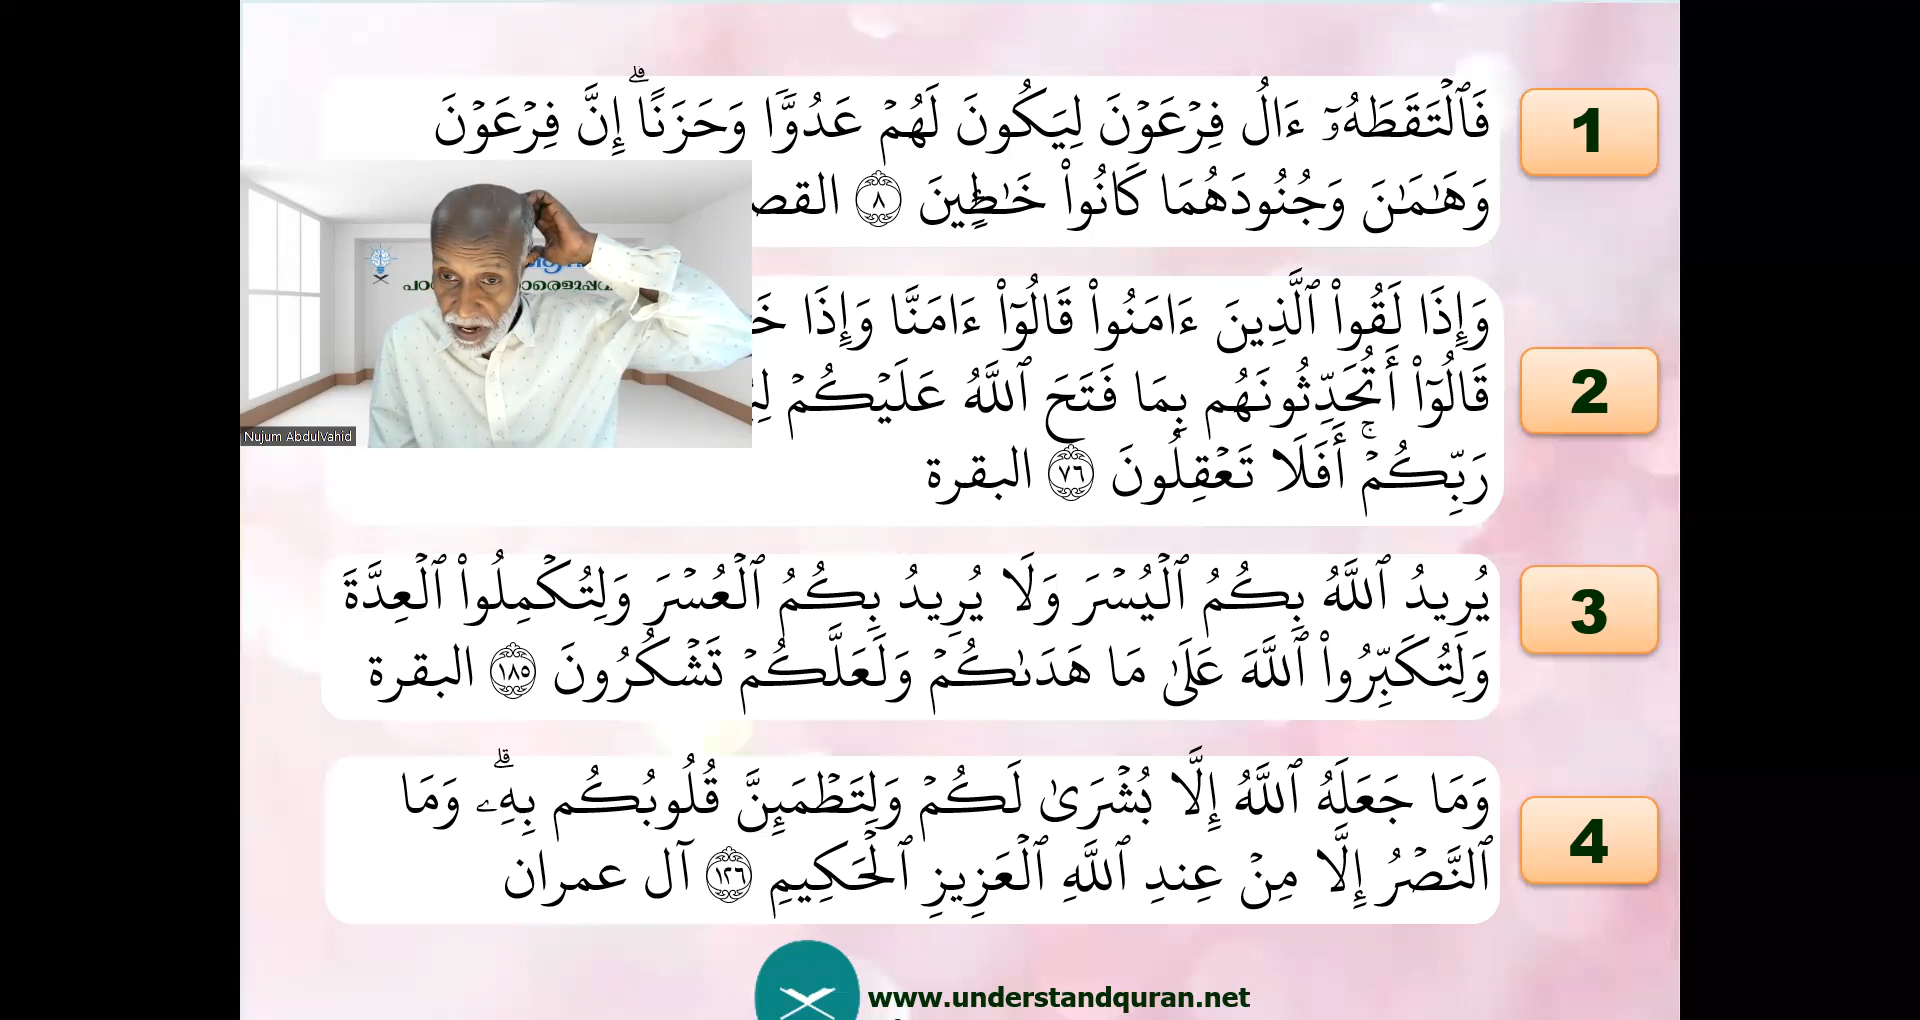 فَٱلۡتَقَطَهُۥٓ ءَالُ فِرۡعَوۡنَ لِيَكُونَ لَهُمۡ عَدُوّٗا وَحَزَنًاۗ إِنَّ فِرۡعَوۡنَ
وَهَٰمَٰنَ وَجُنُودَهُمَا كَانُواْ خَٰطِـِٔينَ ٨
1
وَإِذَا لَقُواْ ٱلَّذِينَ ءَامَنُواْ قَالُوٓاْ ءَامَنَّا وَإِذَا
قَالُوٓاْ أَتُحَدِّثُونَهُم بِمَا فَتَحَ ٱللَّهُ عَلَيۡكُمۡ
رَبِّكُمۡۚ أَفَلَا تَعۡقِلُونَ ٧٦ البقرة
2
يُرِيدُ ٱللَّهُ بِكُمُ ٱلۡيُسۡرَ وَلَا يُرِيدُ بِكُمُ ٱلۡعُسۡرَ وَلِتُكۡمِلُواْ ٱلۡعِدَّةَ
وَلِتُكَبِّرُواْ ٱللَّهَ عَلَىٰ مَا هَدَىٰكُمۡ وَلَعَلَّكُمۡ تَشۡكُرُونَ ١٨٥ البقرة
3
وَمَا جَعَلَهُ ٱللَّهُ إِلَّا بُشۡرَىٰ لَكُمۡ وَلِتَطۡمَئِنَّ قُلُوبُكُم بِهِۦۗ وَمَا
ٱلنَّصۡرُ إِلَّا مِنۡ عِندِ ٱللَّهِ ٱلۡعَزِيزِ ٱلۡحَكِيمِ ١٢٦ آل عمران
4
Nujum AbdulVahid
www.understandquran.net